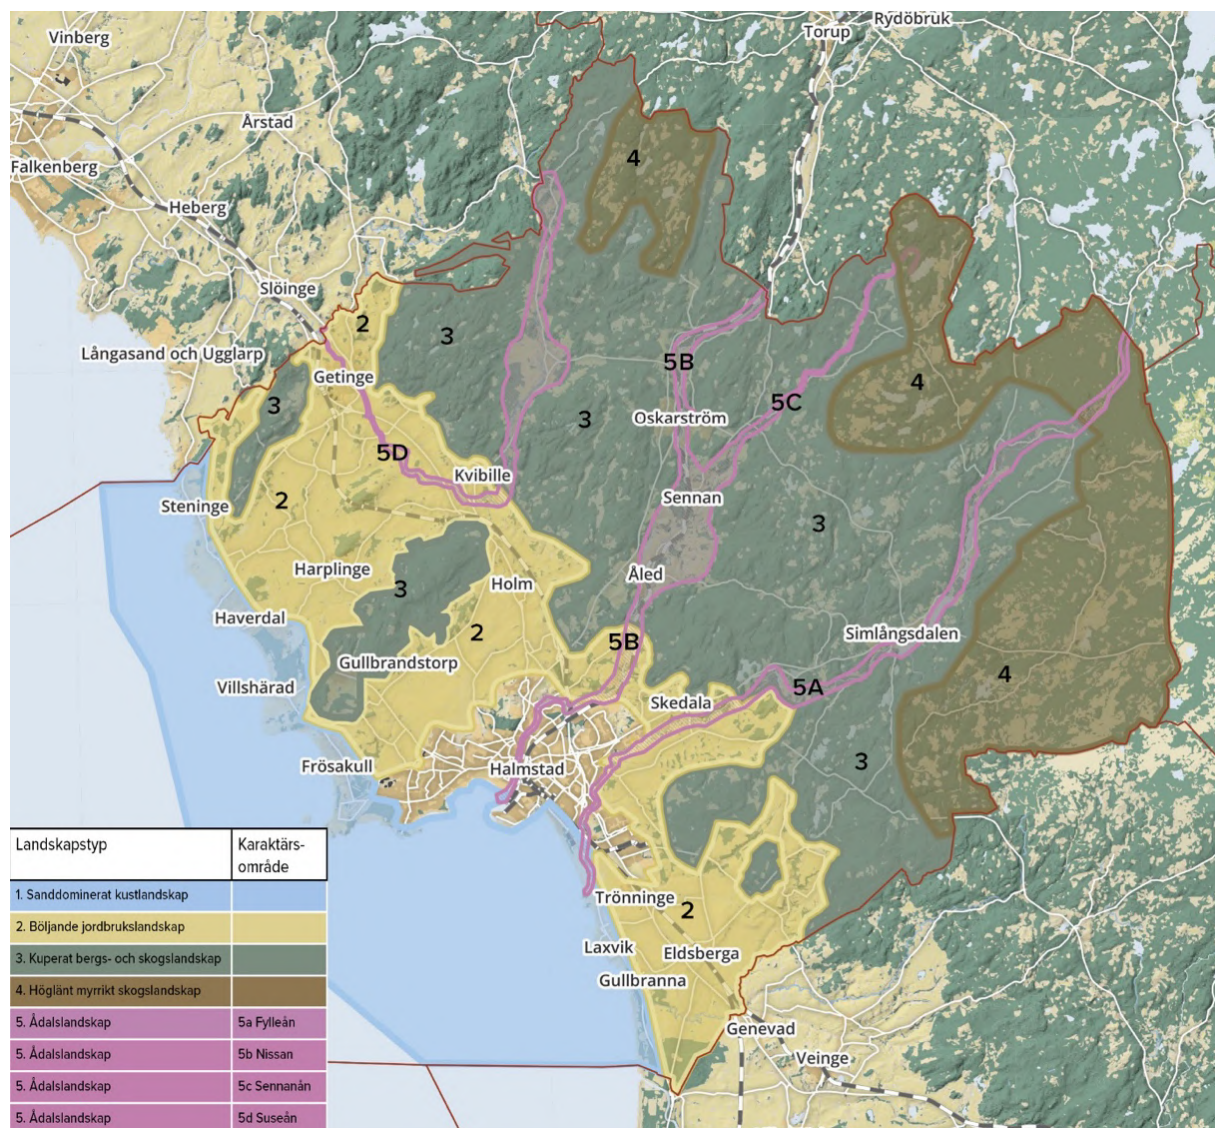 Rydöbruk
Torup
Vinberg
Årstad
4
Falkenberg
Heberg
Slöinge
2
3
Långasand och Ugglarp
5B
Getinge
4
3
5C
3
Oskarström
5D
Kvibille
2
Sennan
Steninge
3
Harplinge
Åled
Holm
3
Haverdal
2
5B
Simlångsdalen
Gullbrandstorp
4
Villshärad
5A
Skedala
3
Frösakull
Halmstad
Trönninge
2
Laxvik
Eldsberga
Gullbranna
Genevad
Veinge
Landskapstyp
Karaktärs-
område
1. Sanddominerat kustlandskap
2. Böljande jordbrukslandskap
3. Kuperat bergs- och skogslandskap
4. Höglänt myrrikt skogslandskap
5. Ådalslandskap 5a Fylleån
5. Ådalslandskap 5b Nissan
5. Ådalslandskap 5c Sennanån
5. Ådalslandskap 5d Suseån